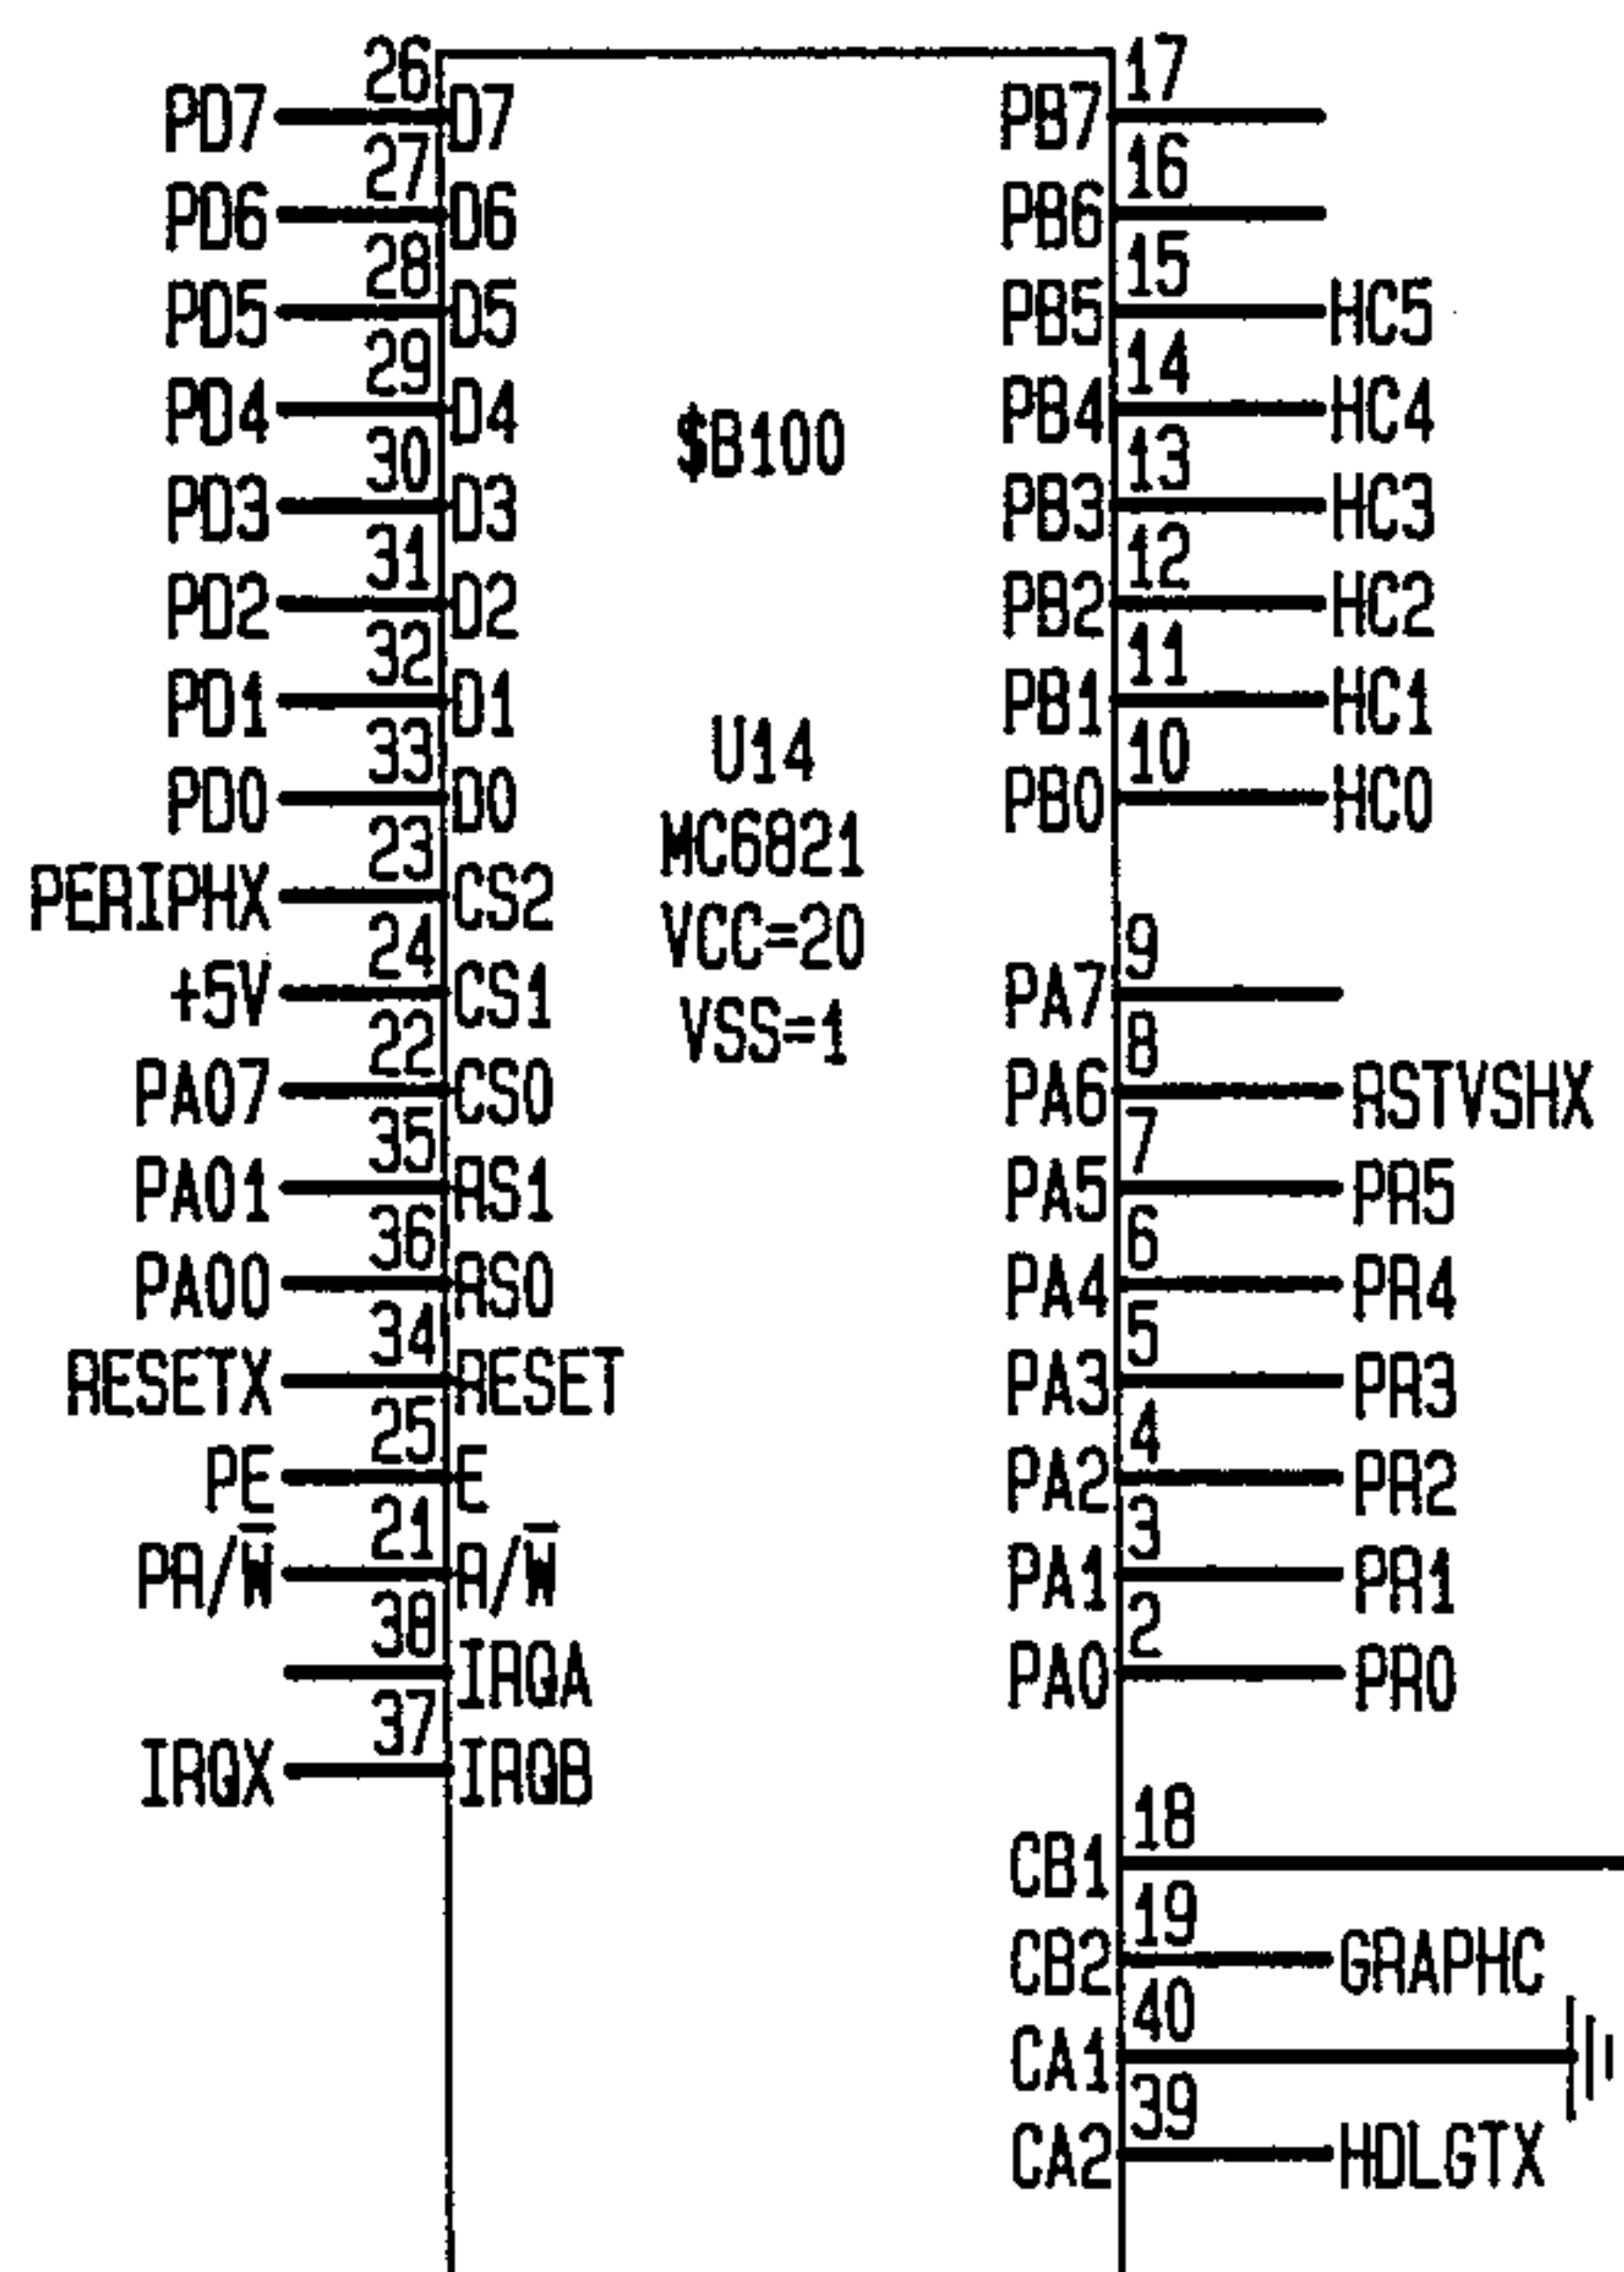 26 17
PD7 D7 PB7
27 16
PD6 D6 PB6
28 15
PD5 D5 PB5 HC5
29 14
PD4 D4 $B100 PB4 HC4
30 13
PD3 D3 PB3 HC3
31 12
PD2 D2 PB2 HC2
32 11
PD1 D1 PB1 HC1
33 U14 10
PD0 D0 PB0 HC0
23 MC6821
PERIPHX CS2
24 VCC=20 9
+5V CS1 VSS=1 PA7
22 8
PA07 CS0 PA6 RSTVSHX
35 7
PA01 RS1 PA5 PR5
36 6
PA00 RS0 PA4 PR4
34 5
RESETX RESET PA3 PR3
25 4
PE E PA2 PR2
21 3
PR/W̅ R/W̅ PA1 PR1
38 2
IRQA PA0 PR0
37
IRQX IRQB
18
CB1
19
CB2 GRAPHC
40
CA1
39
CA2 HDLGTX